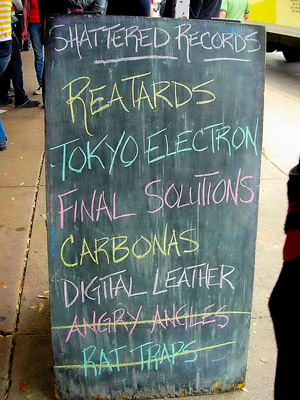 SHATTERED RECORDS
REATARDS
TOKYO ELECTRON
FINAL SOLUTIONS
CARBONAS
DIGITAL LEATHER
ANGRY ANGLES
RAT TRAPS